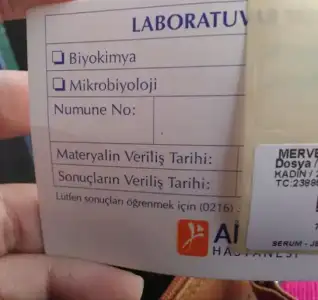 LABORATUV
Biyokimya
Mikrobiyoloji
Numune No:
Materyalin Veriliş Tarihi:
Sonuçların Veriliş Tarihi:
Lütfen sonuçları öğrenmek için (0216)
HASTANESİ
MERVE
Dosya /
KADIN /
SERUM -